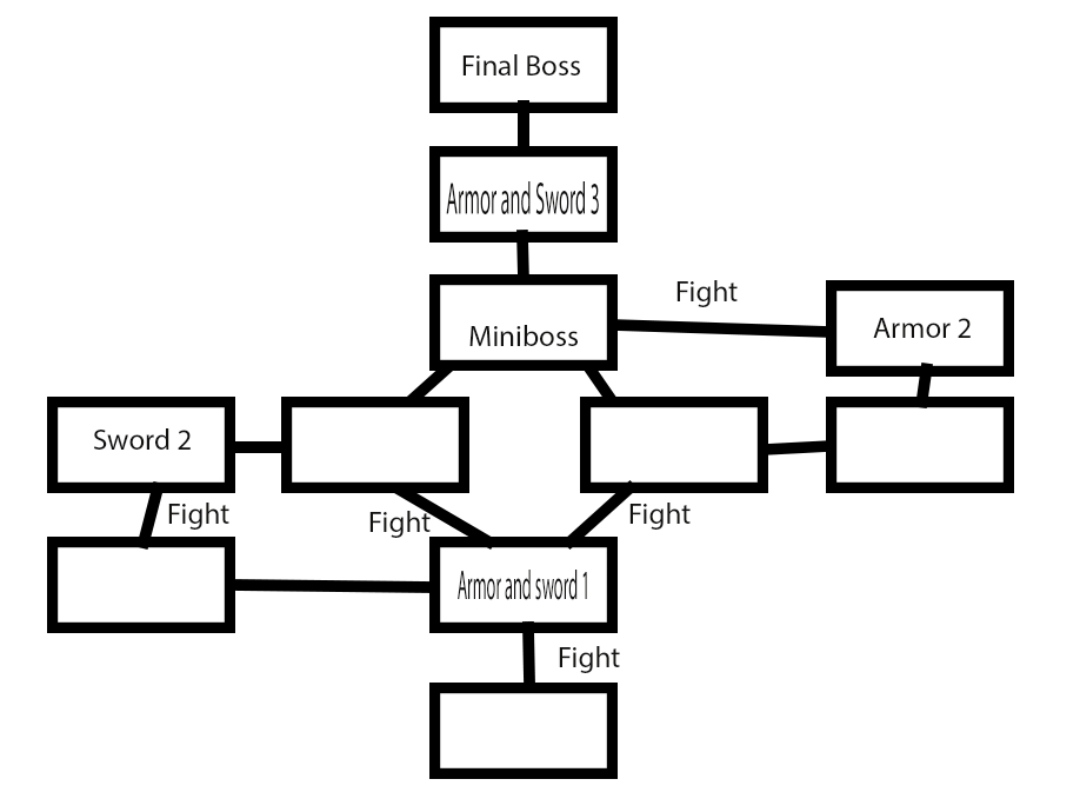 Final Boss
Armor and Sword 3
Fight
Miniboss
Armor 2
Sword 2
Fight
Fight
Fight
Armor and sword 1
Fight